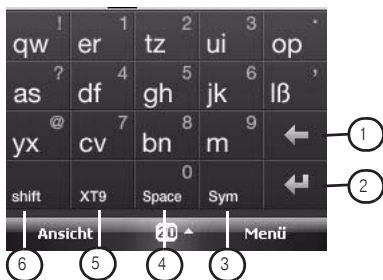 ! 1 2 3 .
qw er tz ui op
? 4 5 6 ,
as df gh jk lß
@ 7 8 9
yx cv bn m
0
shift XT9 Space Sym
Ansicht 20 Menü
1
2
6 5 4 3